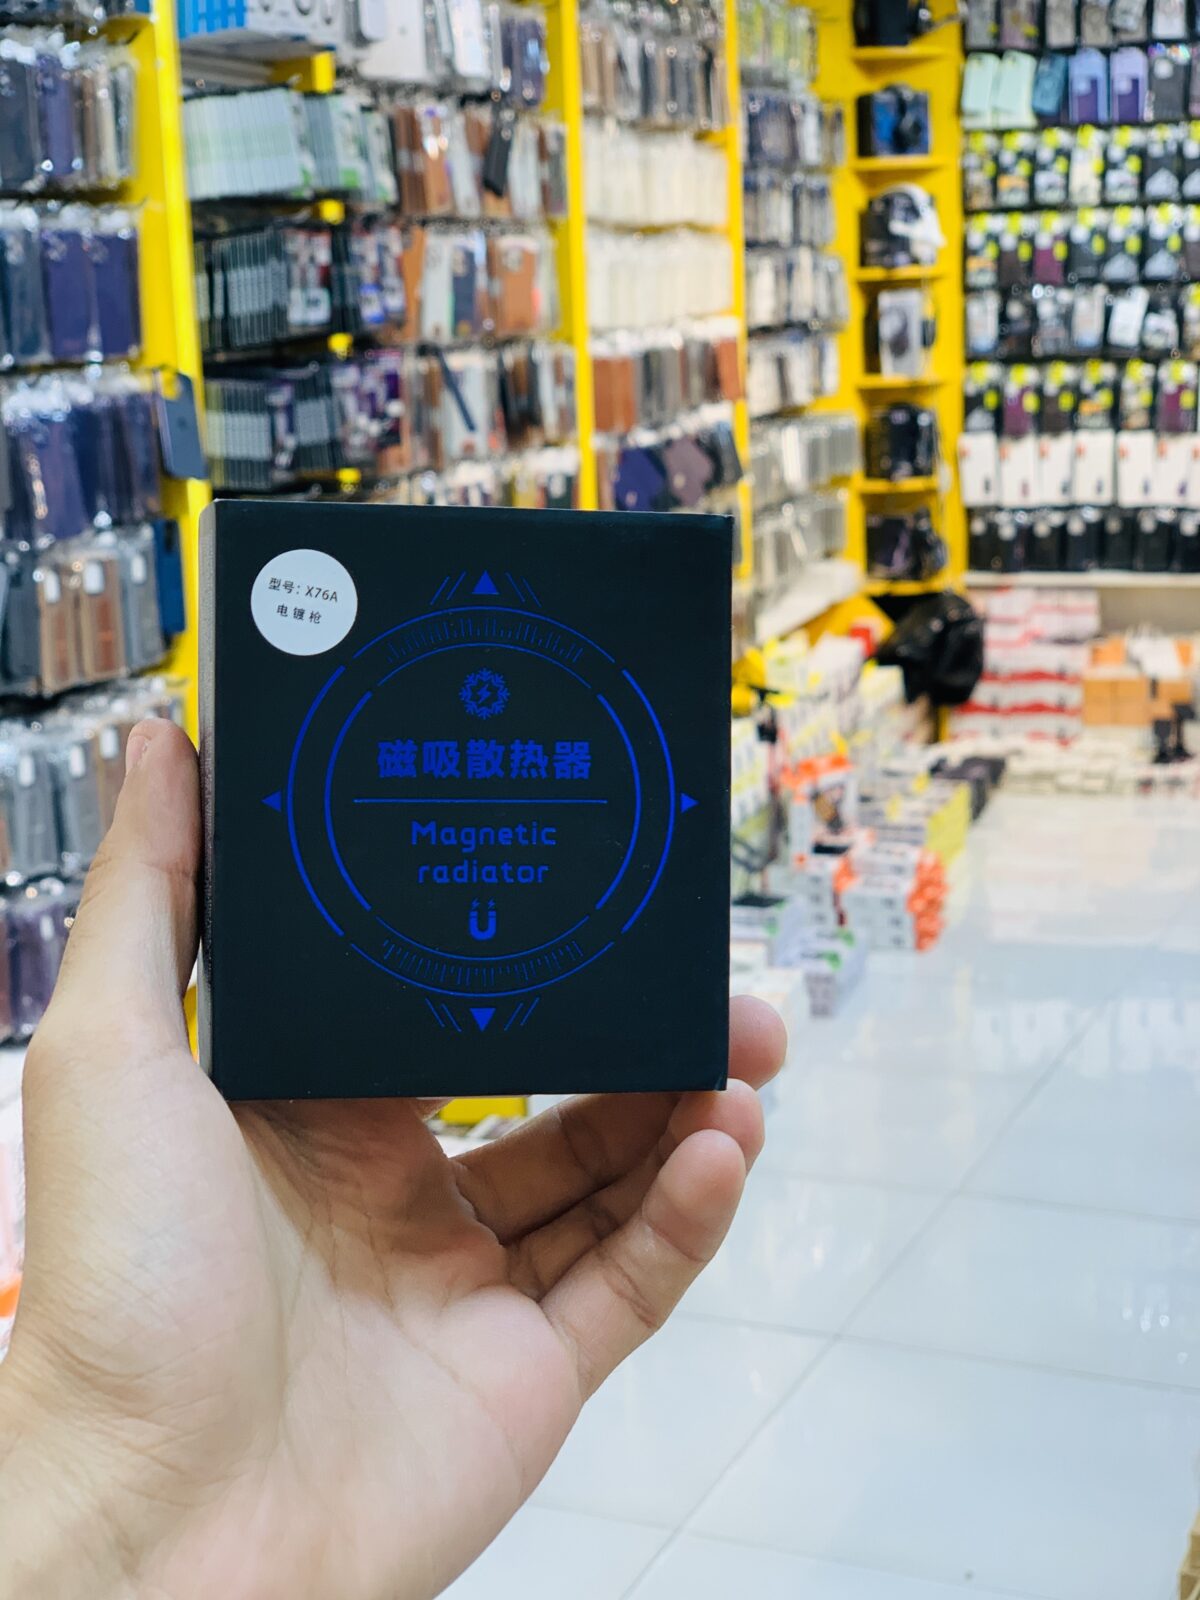 型号：X76A
电镀枪
磁吸散热器
Magnetic
radiator